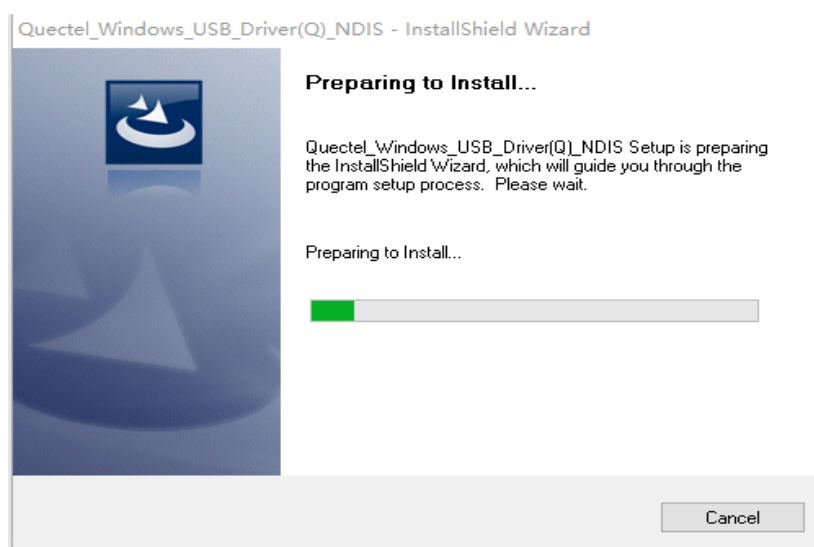 Quectel_Windows_USB_Driver(Q)_NDIS - InstallShield Wizard
Preparing to Install...
Quectel_Windows_USB_Driver(Q)_NDIS Setup is preparing
the InstallShield Wizard, which will guide you through the
program setup process. Please wait.
Preparing to Install...
Cancel